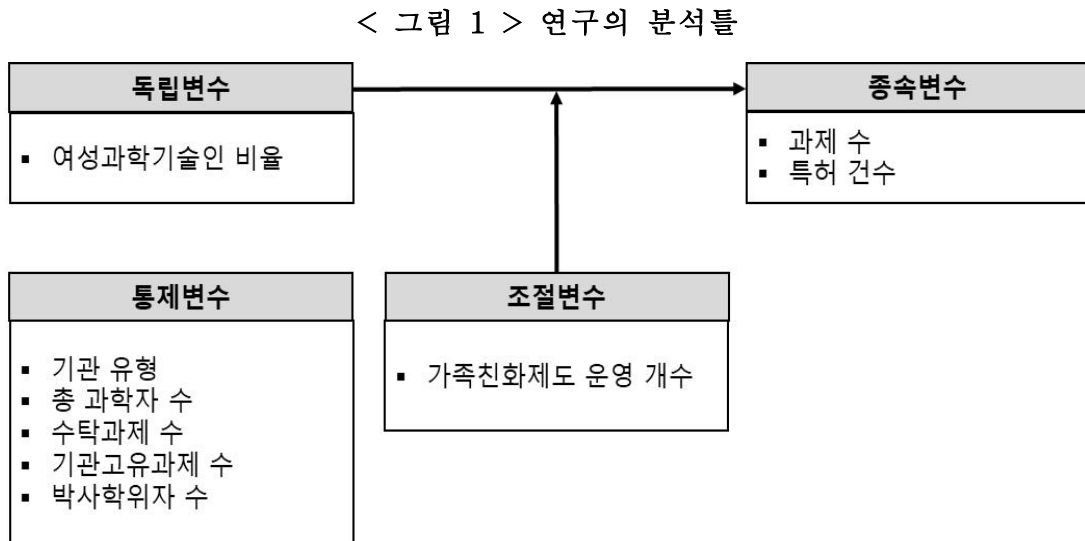 < 그림 1 > 연구의 분석틀
독립변수
▪ 여성과학기술인 비율
종속변수
▪ 과제 수
▪ 특허 건수
통제변수
▪ 기관 유형
▪ 총 과학자 수
▪ 수탁과제 수
▪ 기관고유과제 수
▪ 박사학위자 수
조절변수
▪ 가족친화제도 운영 개수